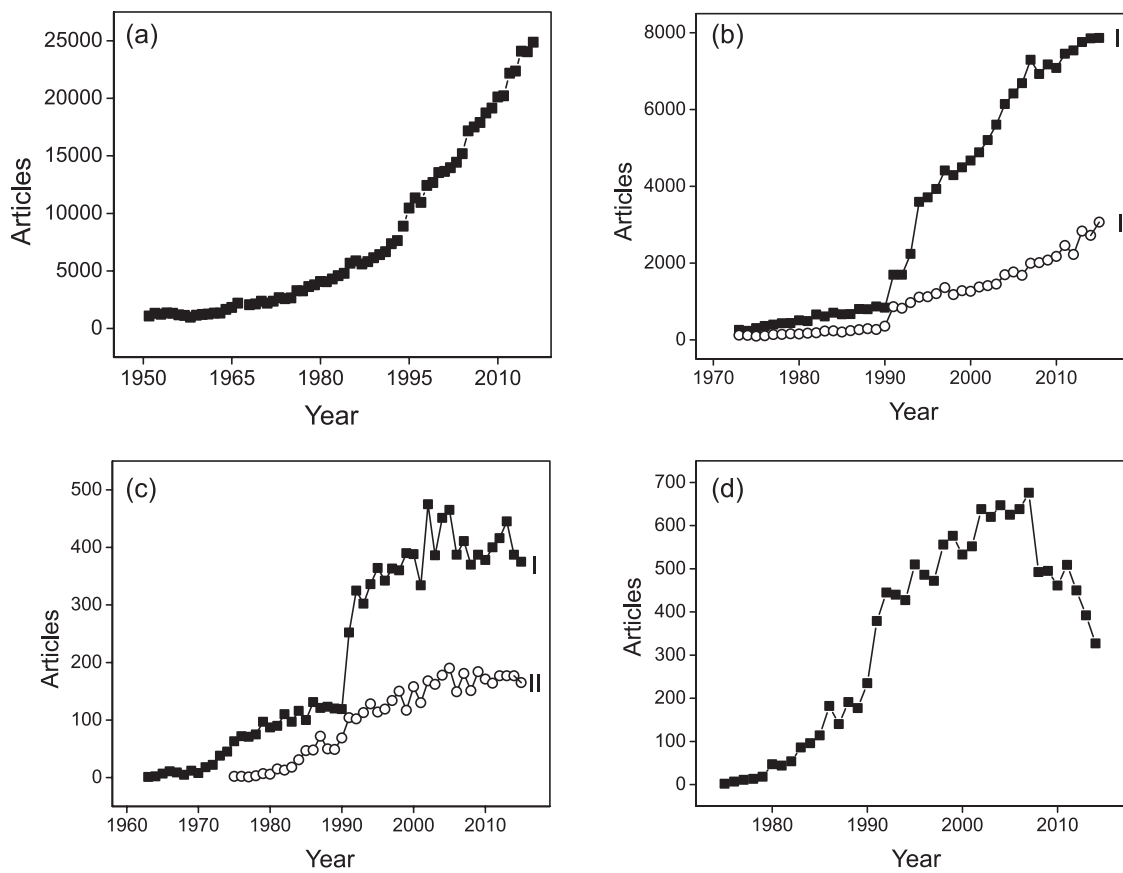 (a)
25000
20000
15000
10000
5000
0
Articles
1950 1965 1980 1995 2010
Year
(b)
8000
6000
4000
2000
0
Articles
I
I
1970 1980 1990 2000 2010
Year
(c)
500
400
300
200
100
0
Articles
I
II
1960 1970 1980 1990 2000 2010
Year
(d)
700
600
500
400
300
200
100
0
Articles
1980 1990 2000 2010
Year